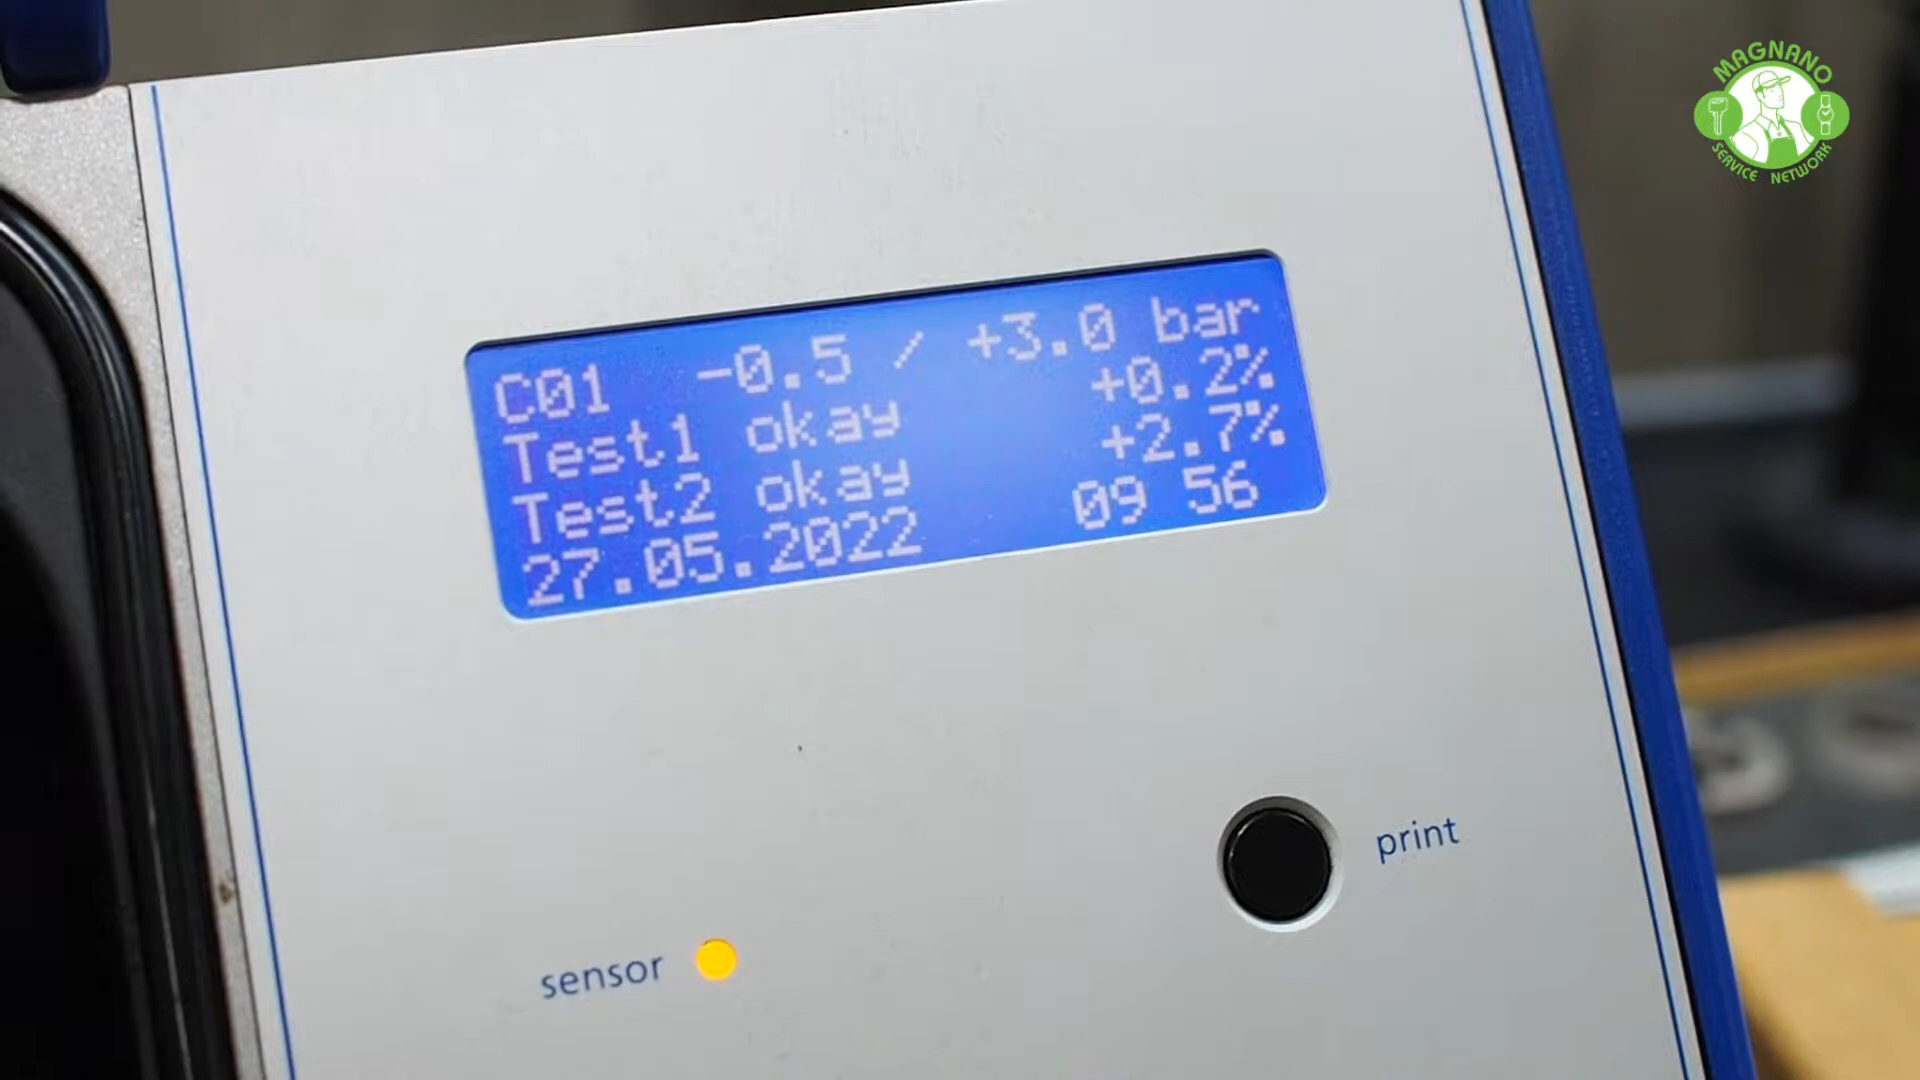 MAGNANO
SERVICE NETWORK
C01 -0.5 / +3.0 bar
Test1 okay +0.2%
Test2 okay +2.7%
27.05.2022 09 56
print
sensor